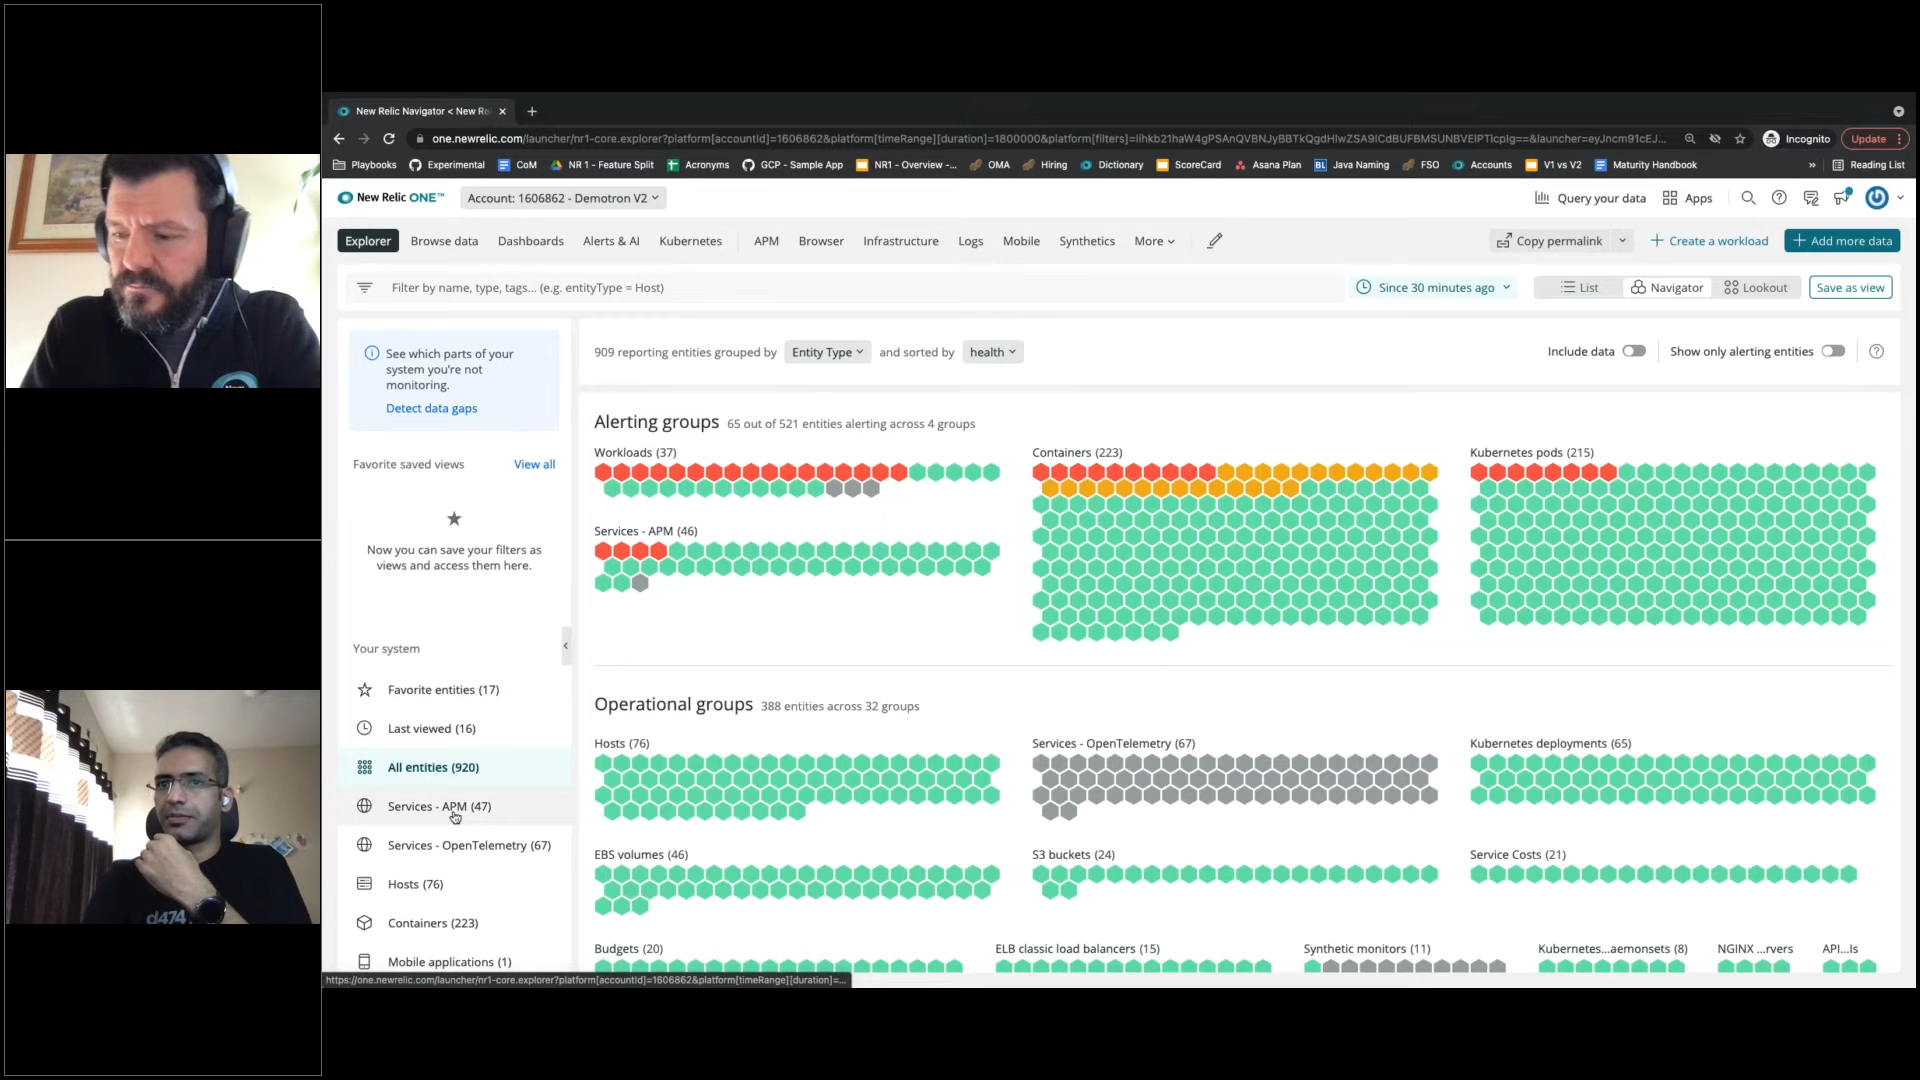 New Relic Navigator < New Re
one.newrelic.com/launcher/nr1-core.explorer?platform[accountId]=1606862&platform[timeRange][duration]=1800000&platform[filters]=
Incognito
Update
Playbooks
Experimental
CoM
NR 1 - Feature Split
Acronyms
GCP - Sample App
NR1 - Overview -...
OMA
Hiring
Dictionary
ScoreCard
Asana Plan
BL Java Naming
FSO
Accounts
V1 vs V2
Maturity Handbook
»
Reading List
New Relic ONE™
Account: 1606862 - Demotron V2
Query your data
Apps
Explorer
Browse data
Dashboards
Alerts & AI
Kubernetes
APM
Browser
Infrastructure
Logs
Mobile
Synthetics
More
Copy permalink
Create a workload
Add more data
Filter by name, type, tags... (e.g. entityType = Host)
Since 30 minutes ago
List
Navigator
Lookout
Save as view
See which parts of your
system you're not
monitoring.
Detect data gaps
Favorite saved views
View all
Now you can save your filters as
views and access them here.
Your system
Favorite entities (17)
Last viewed (16)
All entities (920)
Services - APM (47)
Services - OpenTelemetry (67)
Hosts (76)
Containers (223)
Mobile applications (1)
909 reporting entities grouped by Entity Type and sorted by health
Include data
Show only alerting entities
Alerting groups 65 out of 521 entities alerting across 4 groups
Workloads (37)
Containers (223)
Kubernetes pods (215)
Services - APM (46)
Operational groups 388 entities across 32 groups
Hosts (76)
Services - OpenTelemetry (67)
Kubernetes deployments (65)
EBS volumes (46)
S3 buckets (24)
Service Costs (21)
Budgets (20)
ELB classic load balancers (15)
Synthetic monitors (11)
Kubernetes...aemonsets (8)
NGINX ...rvers
API...ls
https://one.newrelic.com/launcher/nr1-core.explorer?platform[accountId]=1606862&platform[timeRange][duration]=...
d474